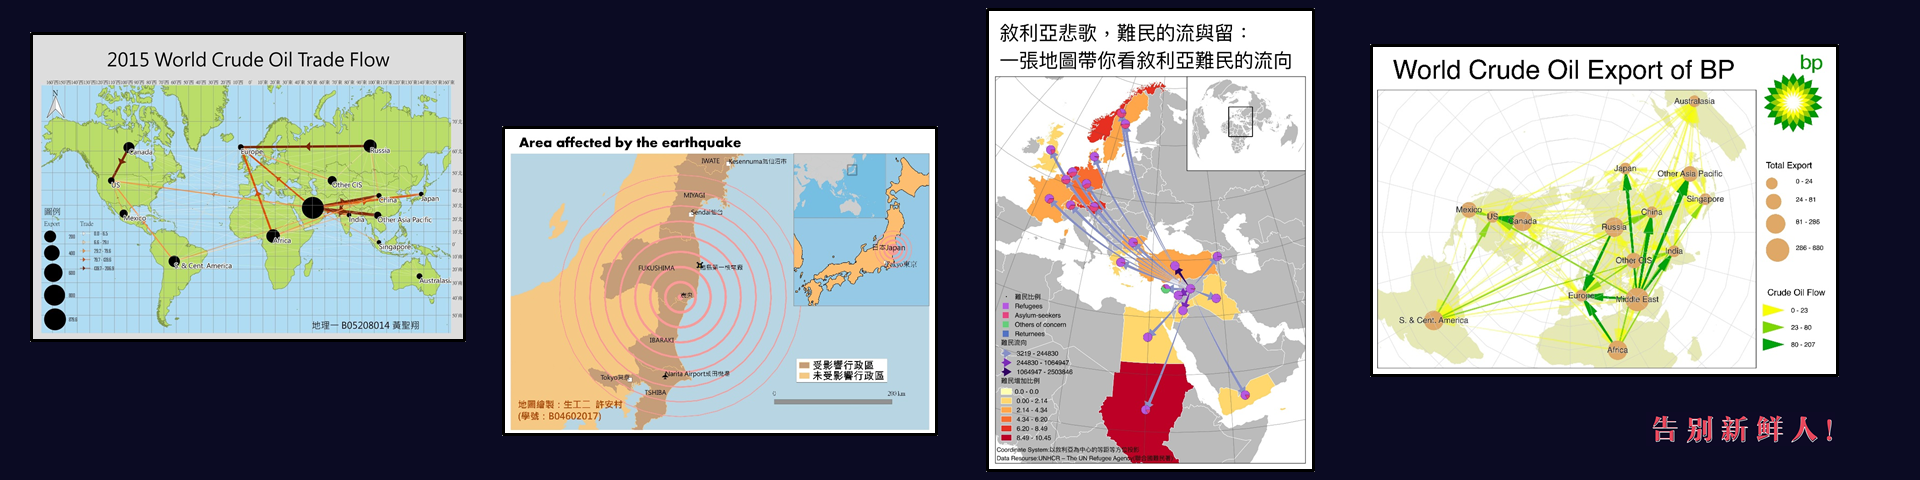 2015 World Crude Oil Trade Flow
N
Canada
US
Mexico
S. & Cent. America
Europe
Russia
Other CIS
China
Japan
India
Other Asia Pacific
Singapore
Africa
Australasia
圖例
Export
Trade
地理一 B05208014 黃聖翔
Area affected by the earthquake
IWATE
Kesennuma気仙沼市
MIYAGI
Sendai仙台
FUKUSHIMA
IBARAKI
Narita Airport成田機場
Tokyo東京
TSHIBA
日本Japan
Tokyo東京
受影響行政區
未受影響行政區
0
200 km
地圖繪製：生工二 許安村
(學號：B04602017)
敘利亞悲歌，難民的流與留：
一張地圖帶你看敘利亞難民的流向
難民比例
Refugees
Asylum-seekers
Others of concern
Returnees
難民流向
3219 - 244830
244830 - 1064947
1064947 - 2503846
難民增加比例
0.0 - 0.0
0.00 - 2.14
2.14 - 4.34
4.34 - 6.20
6.20 - 8.49
8.49 - 10.45
Coordinate System:以敘利亞為中心的等距等方位投影
Data Resourse:UNHCR – The UN Refugee Agency
World Crude Oil Export of BP
bp
Australasia
Japan
Other Asia Pacific
Singapore
Mexico
US
Canada
China
Russia
India
Other CIS
Europe
Middle East
S. & Cent. America
Africa
Total Export
0 - 24
24 - 81
81 - 286
286 - 880
Crude Oil Flow
0 - 23
23 - 80
80 - 207
告別新鮮人!